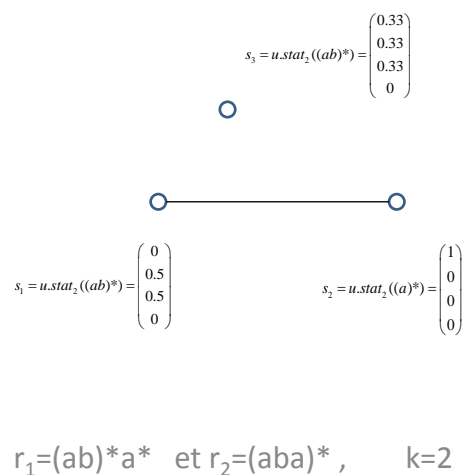 s₃ = u.stat₂((ab)*) = (0.33 0.33 0.33 0)
s₁ = u.stat₂((ab)*) = (0 0.5 0.5 0)
s₂ = u.stat₂((a)*) = (1 0 0 0)
r₁=(ab)*a* et r₂=(aba)* , k=2